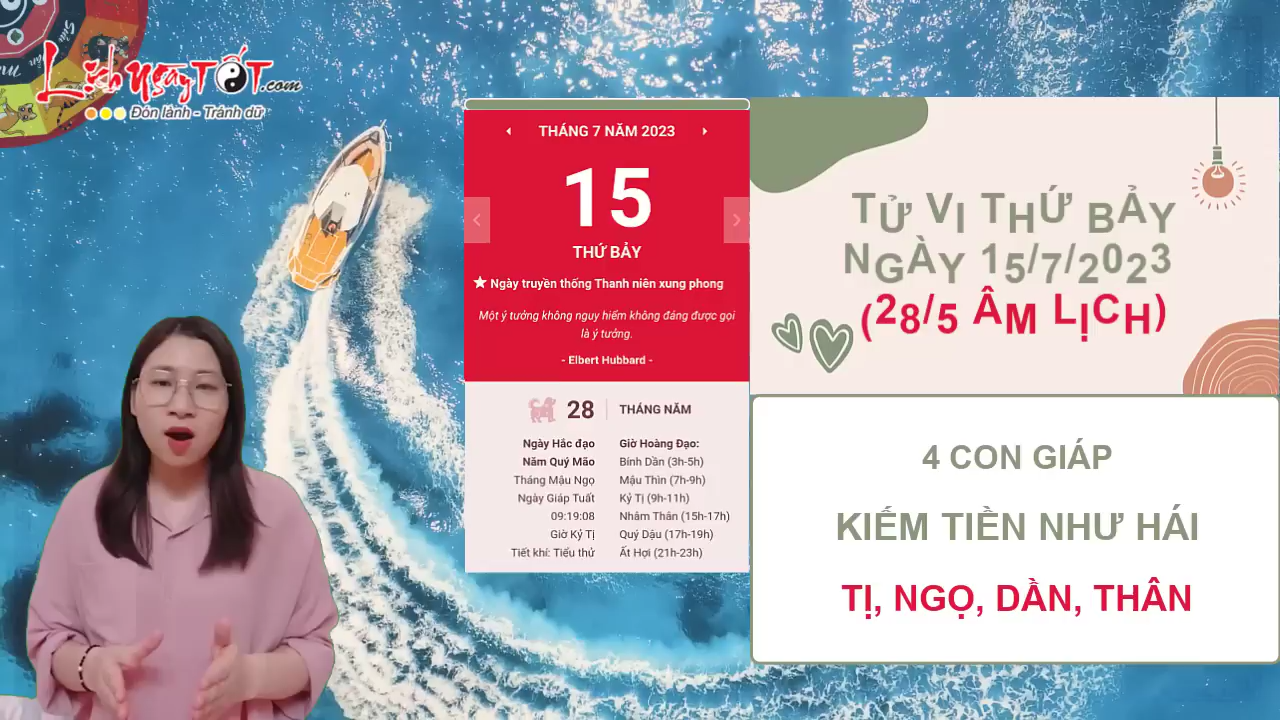 LịchNgàyTỐT.com
Đón lành - Tránh dữ
THÁNG 7 NĂM 2023
15
THỨ BẢY
Ngày truyền thống Thanh niên xung phong
Một ý tưởng không nguy hiểm không đáng được gọi
là ý tưởng.
- Elbert Hubbard -
28 THÁNG NĂM
Ngày Hắc đạo
Năm Quý Mão
Tháng Mậu Ngọ
Ngày Giáp Tuất
09:19:08
Giờ Kỷ Tị
Tiết khí: Tiểu thử
Giờ Hoàng Đạo:
Bính Dần (3h-5h)
Mậu Thìn (7h-9h)
Kỷ Tị (9h-11h)
Nhâm Thân (15h-17h)
Quý Dậu (17h-19h)
Ất Hợi (21h-23h)
TỬ VI THỨ BẢY
NGÀY 15/7/2023
(28/5 ÂM LỊCH)
4 CON GIÁP
KIẾM TIỀN NHƯ HÁI
TỊ, NGỌ, DẦN, THÂN